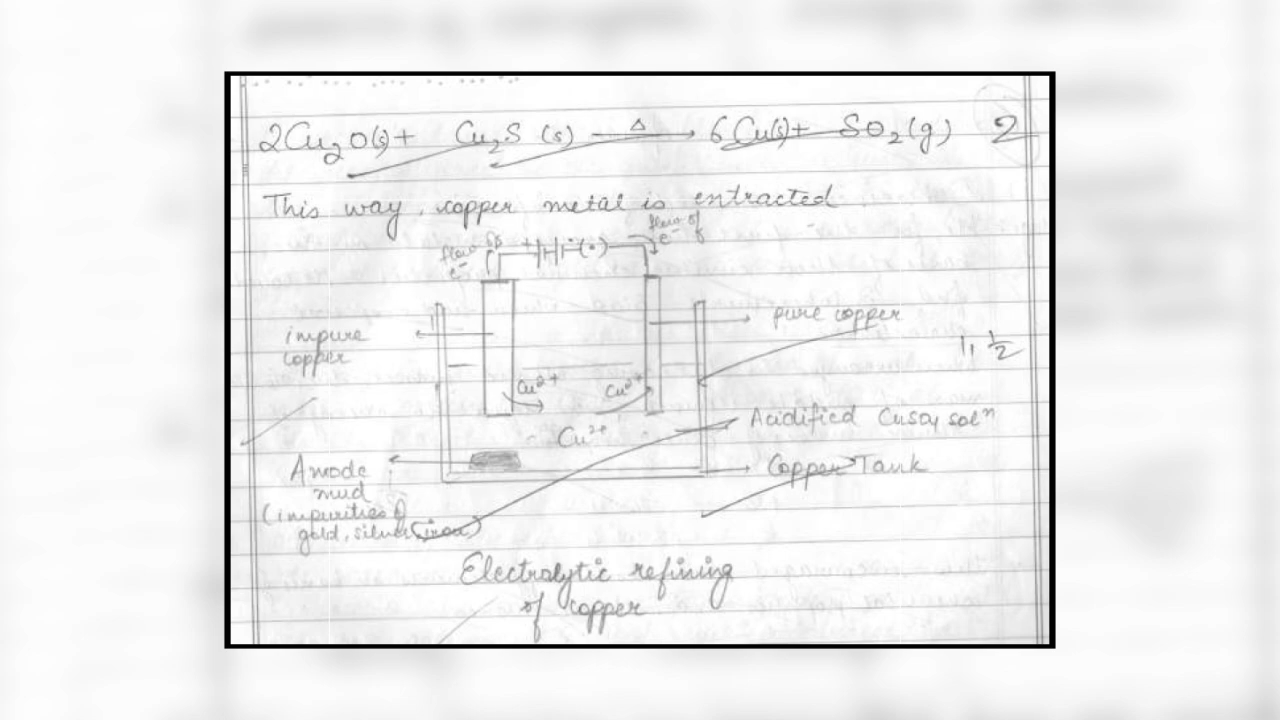 2Cu₂O(s) + Cu₂S (s) —Δ→ 6Cu(s) + SO₂(g) 2
This way, copper metal is entracted
flow of
e⁻
+ (-)
flow of
e⁻
impure
copper
pure copper
1 1/2
Cu²⁺
Cu²⁺
Cu²⁺
Acidified CuSO₄ solⁿ
Anode
mud
(impurities of
gold, silver (iron)
Copper Tank
Electrolytic refining
of copper